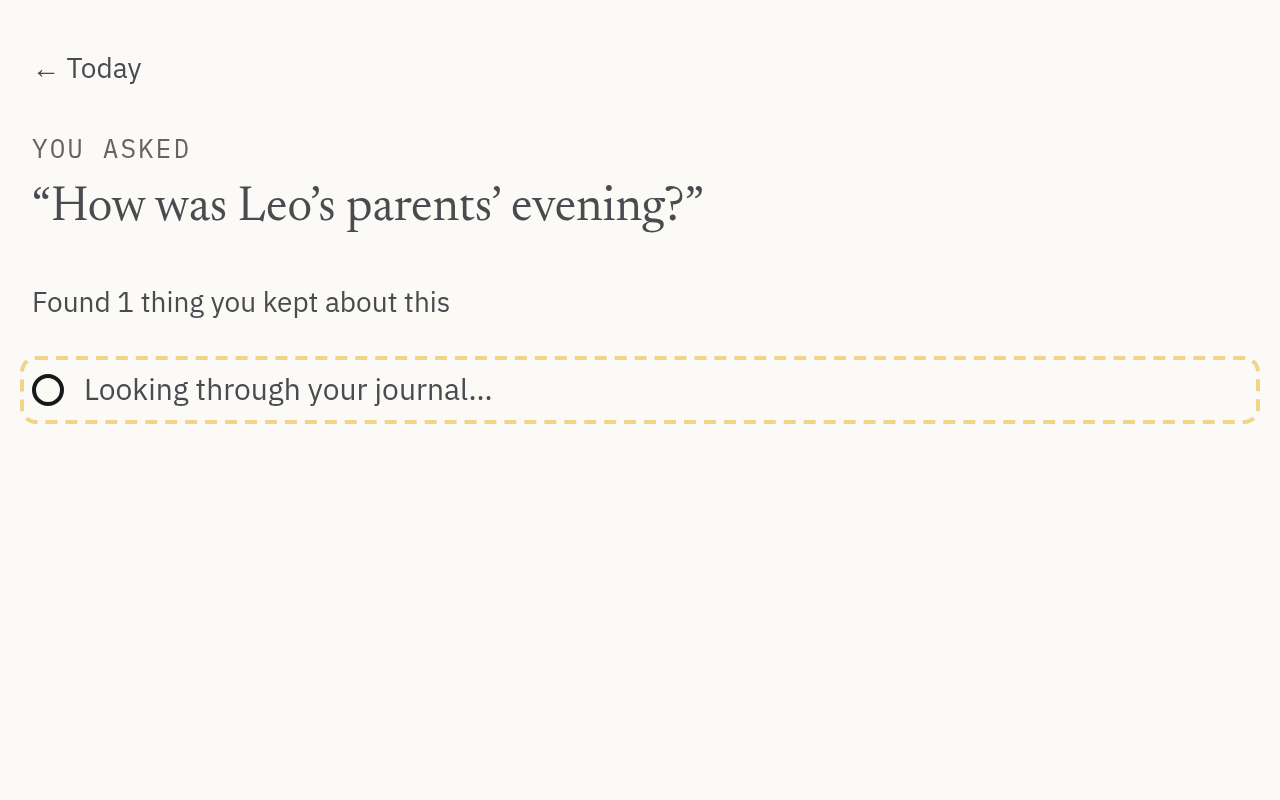 ← Today
YOU ASKED
“How was Leo’s parents’ evening?”
Found 1 thing you kept about this
Looking through your journal…